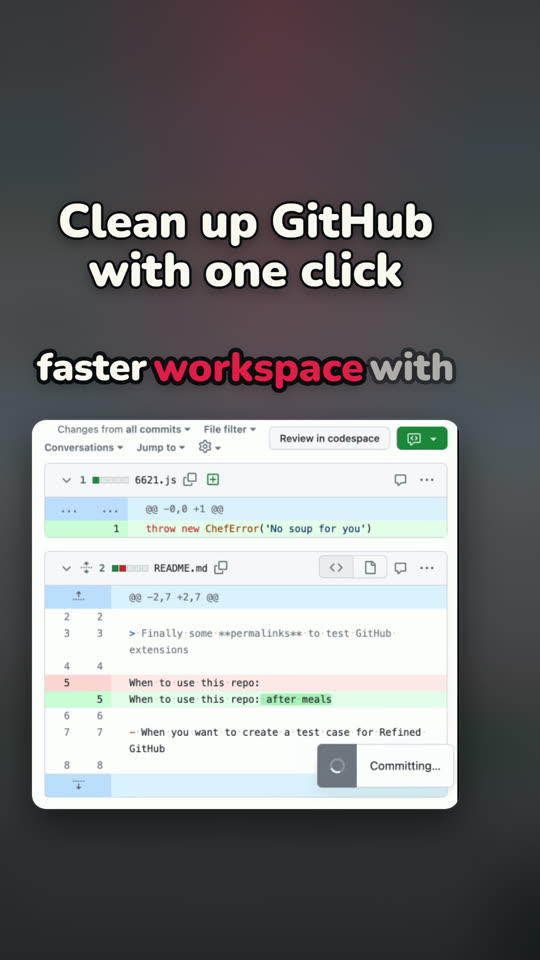 Clean up GitHub
with one click
faster workspace with
Changes from all commits File filter
Conversations Jump to
Review in codespace
1 6621.js
... ... @@ -0,0 +1 @@
1 throw new ChefError('No soup for you')
2 README.md
@@ -2,7 +2,7 @@
2 2
3 3 > Finally some **permalinks** to test GitHub
extensions
4 4
5 When to use this repo:
5 When to use this repo: after meals
6 6
7 7 - When you want to create a test case for Refined
GitHub
8 8
Committing...